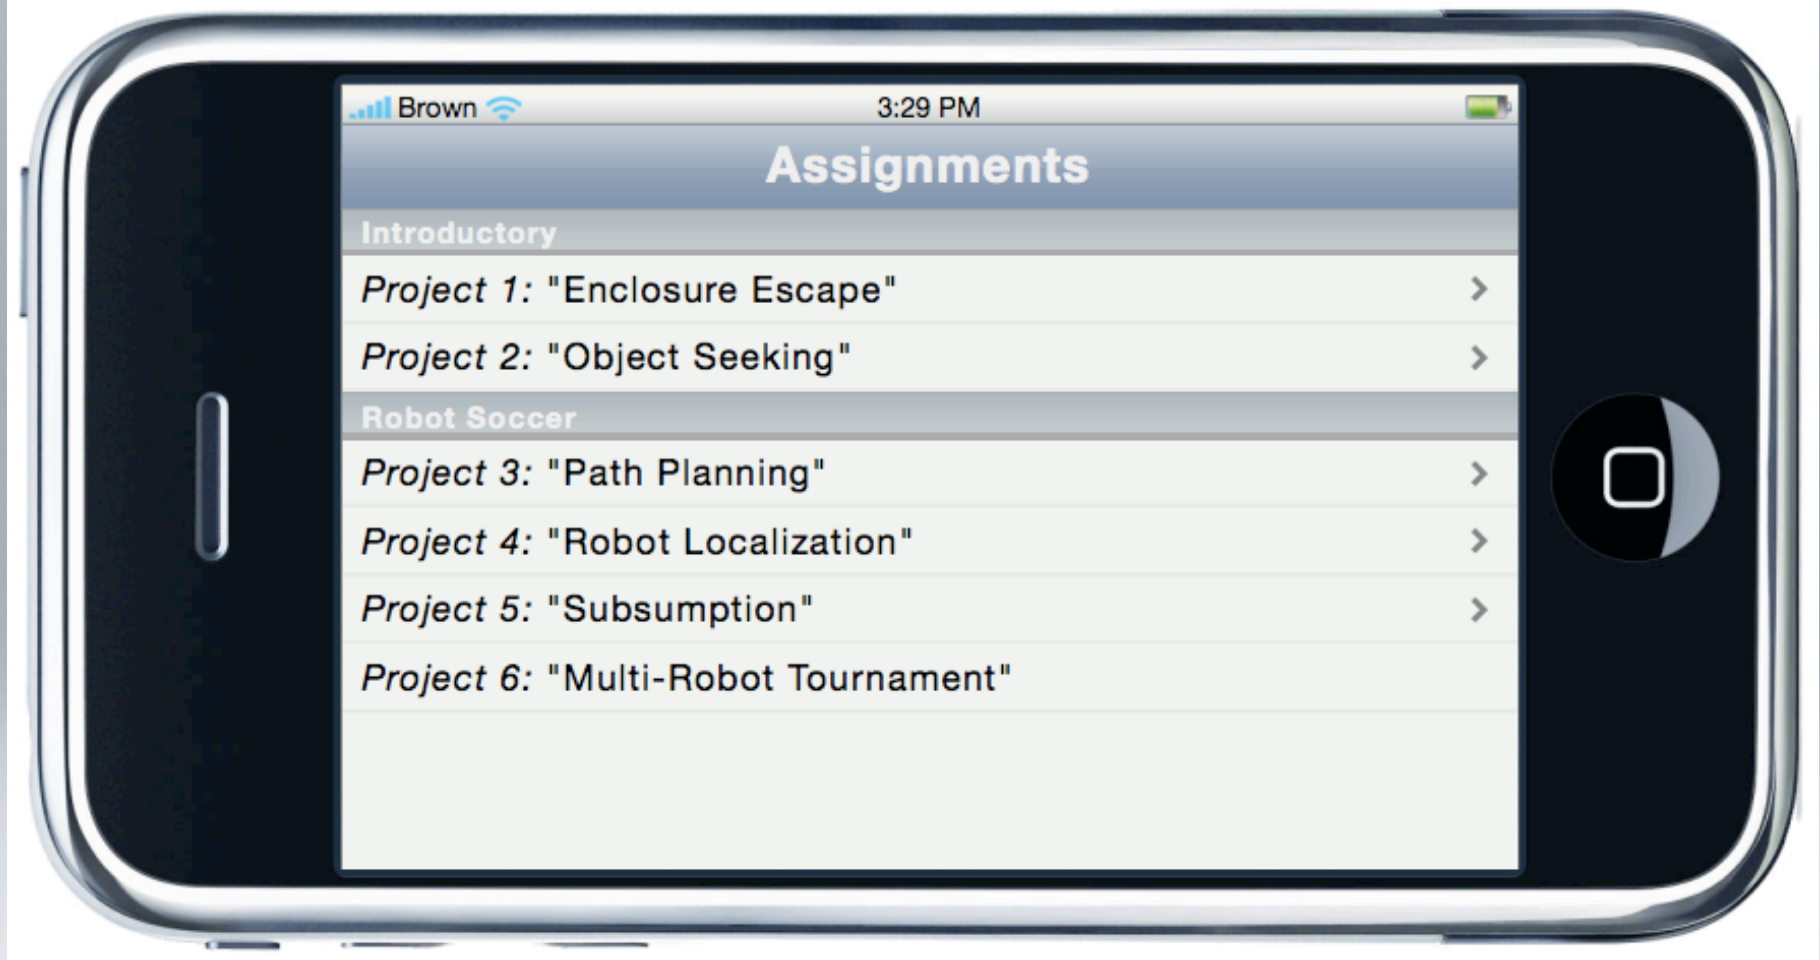 Brown 3:29 PM
Assignments
Introductory
Project 1: "Enclosure Escape"
Project 2: "Object Seeking"
Robot Soccer
Project 3: "Path Planning"
Project 4: "Robot Localization"
Project 5: "Subsumption"
Project 6: "Multi-Robot Tournament"